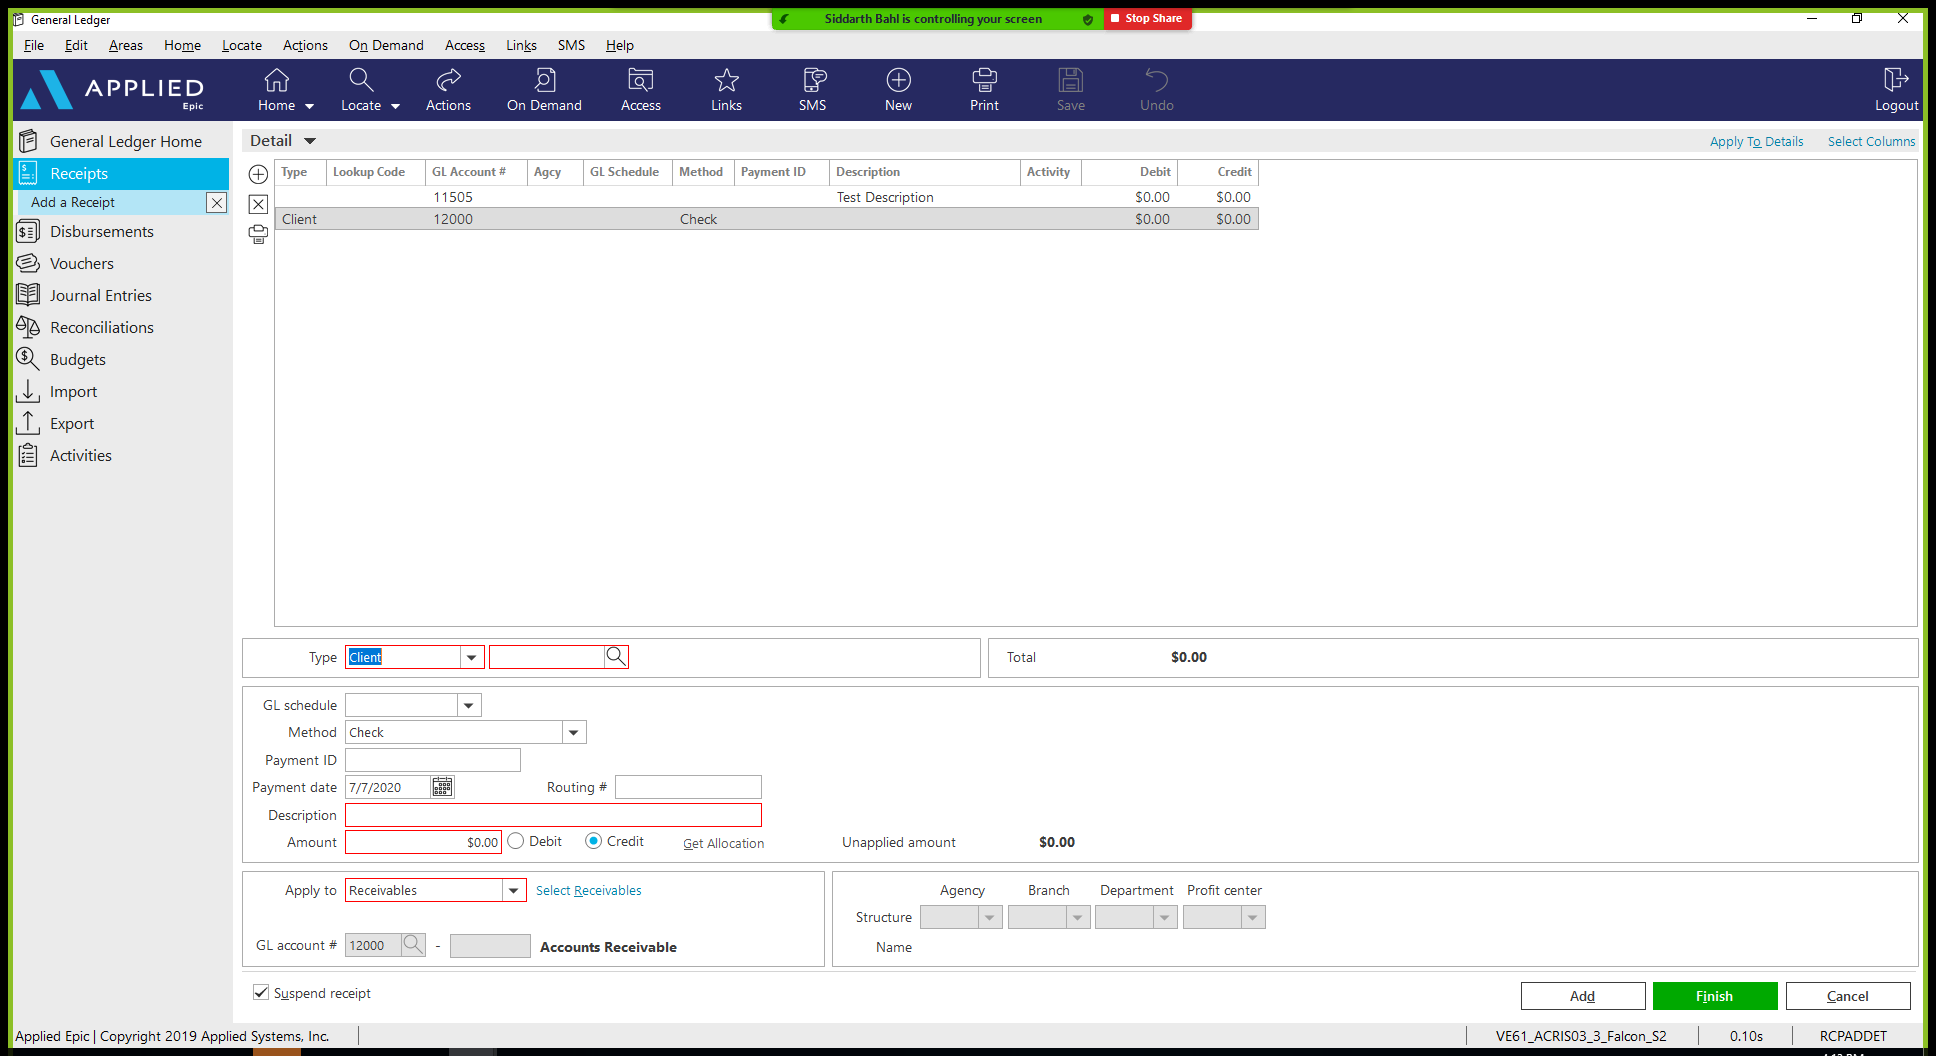 General Ledger
Siddarth Bahl is controlling your screen
Stop Share
File Edit Areas Home Locate Actions On Demand Access Links SMS Help
APPLIED
Epic
Home Locate Actions On Demand Access Links SMS New Print Save Undo Logout
General Ledger Home
Receipts
Add a Receipt
Disbursements
Vouchers
Journal Entries
Reconciliations
Budgets
Import
Export
Activities
Detail
Apply To Details Select Columns
Type Lookup Code GL Account # Agcy GL Schedule Method Payment ID Description Activity Debit Credit
11505 Test Description $0.00 $0.00
Client 12000 Check $0.00 $0.00
Type Client
Total $0.00
GL schedule
Method Check
Payment ID
Payment date 7/7/2020 Routing #
Description
Amount $0.00 Debit Credit Get Allocation Unapplied amount $0.00
Apply to Receivables Select Receivables
GL account # 12000 - Accounts Receivable
Agency Branch Department Profit center
Structure
Name
Suspend receipt
Add Finish Cancel
Applied Epic | Copyright 2019 Applied Systems, Inc.
VE61_ACRIS03_3_Falcon_S2 0.10s RCPADDET